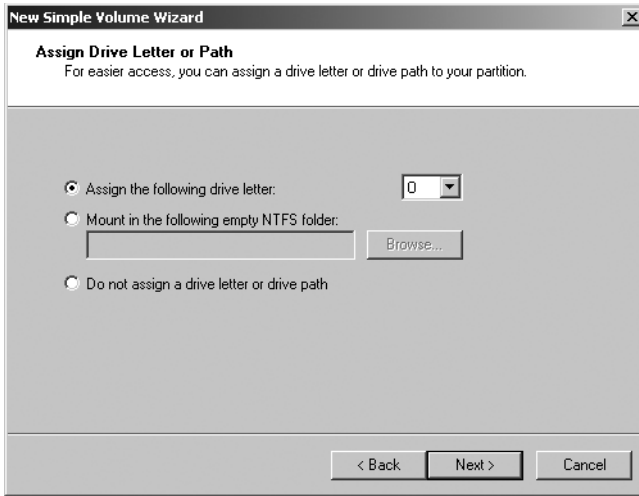 New Simple Volume Wizard
Assign Drive Letter or Path
For easier access, you can assign a drive letter or drive path to your partition.
Assign the following drive letter:
O
Mount in the following empty NTFS folder:
Browse...
Do not assign a drive letter or drive path
< Back
Next >
Cancel